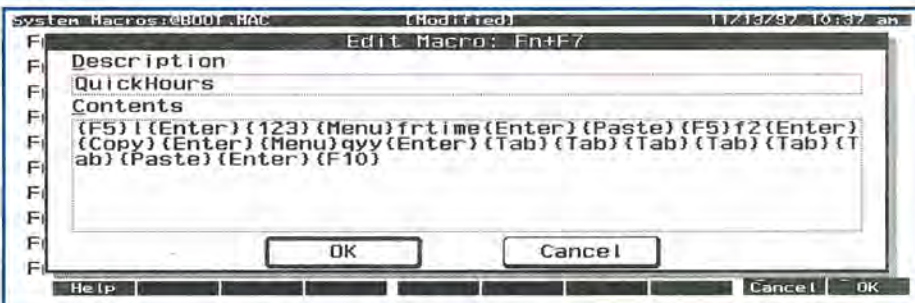 System Macros:@BOOT.MAC [Modified] 11/13/97 10:37 am
Edit Macro: Fn+F7
Description
QuickHours
Contents
{F5}l{Enter}{123}{Menu}frtime{Enter}{Paste}{F5}f2{Enter}
{Copy}{Enter}{Menu}qyy{Enter}{Tab}{Tab}{Tab}{Tab}{Tab}{T
ab}{Paste}{Enter}{F10}
OK Cancel
Help Cancel OK